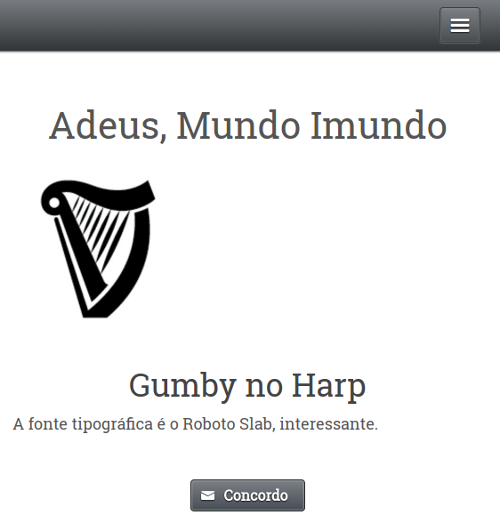 Adeus, Mundo Imundo
Gumby no Harp
A fonte tipográfica é o Roboto Slab, interessante.
Concordo